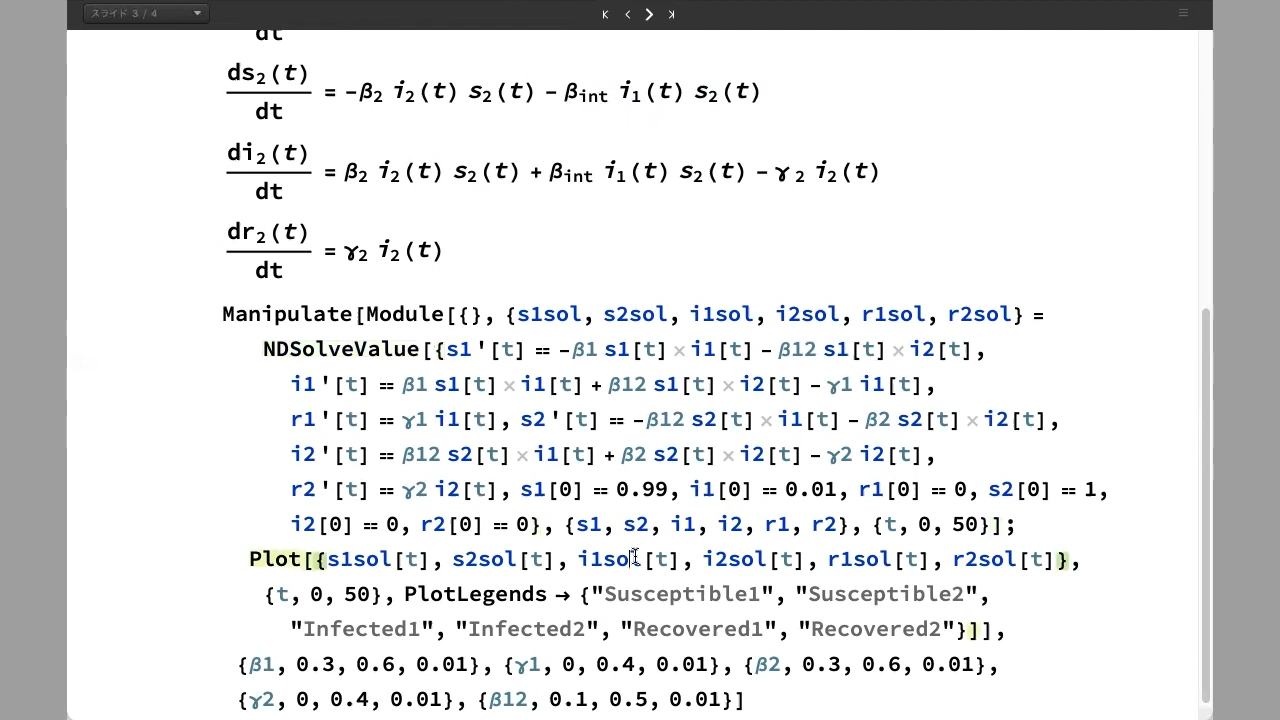 スライド 3 / 4
dt
ds₂(t)
dt
= -β₂ i₂(t) s₂(t) - βᵢₙₜ i₁(t) s₂(t)
di₂(t)
dt
= β₂ i₂(t) s₂(t) + βᵢₙₜ i₁(t) s₂(t) - γ₂ i₂(t)
dr₂(t)
dt
= γ₂ i₂(t)
Manipulate[Module[{}, {s1sol, s2sol, i1sol, i2sol, r1sol, r2sol} =
NDSolveValue[{s1'[t] == -β1 s1[t] × i1[t] - β12 s1[t] × i2[t],
i1'[t] == β1 s1[t] × i1[t] + β12 s1[t] × i2[t] - γ1 i1[t],
r1'[t] == γ1 i1[t], s2'[t] == -β12 s2[t] × i1[t] - β2 s2[t] × i2[t],
i2'[t] == β12 s2[t] × i1[t] + β2 s2[t] × i2[t] - γ2 i2[t],
r2'[t] == γ2 i2[t], s1[0] == 0.99, i1[0] == 0.01, r1[0] == 0, s2[0] == 1,
i2[0] == 0, r2[0] == 0}, {s1, s2, i1, i2, r1, r2}, {t, 0, 50}];
Plot[{s1sol[t], s2sol[t], i1sol[t], i2sol[t], r1sol[t], r2sol[t]},
{t, 0, 50}, PlotLegends → {"Susceptible1", "Susceptible2",
"Infected1", "Infected2", "Recovered1", "Recovered2"}]],
{β1, 0.3, 0.6, 0.01}, {γ1, 0, 0.4, 0.01}, {β2, 0.3, 0.6, 0.01},
{γ2, 0, 0.4, 0.01}, {β12, 0.1, 0.5, 0.01}]